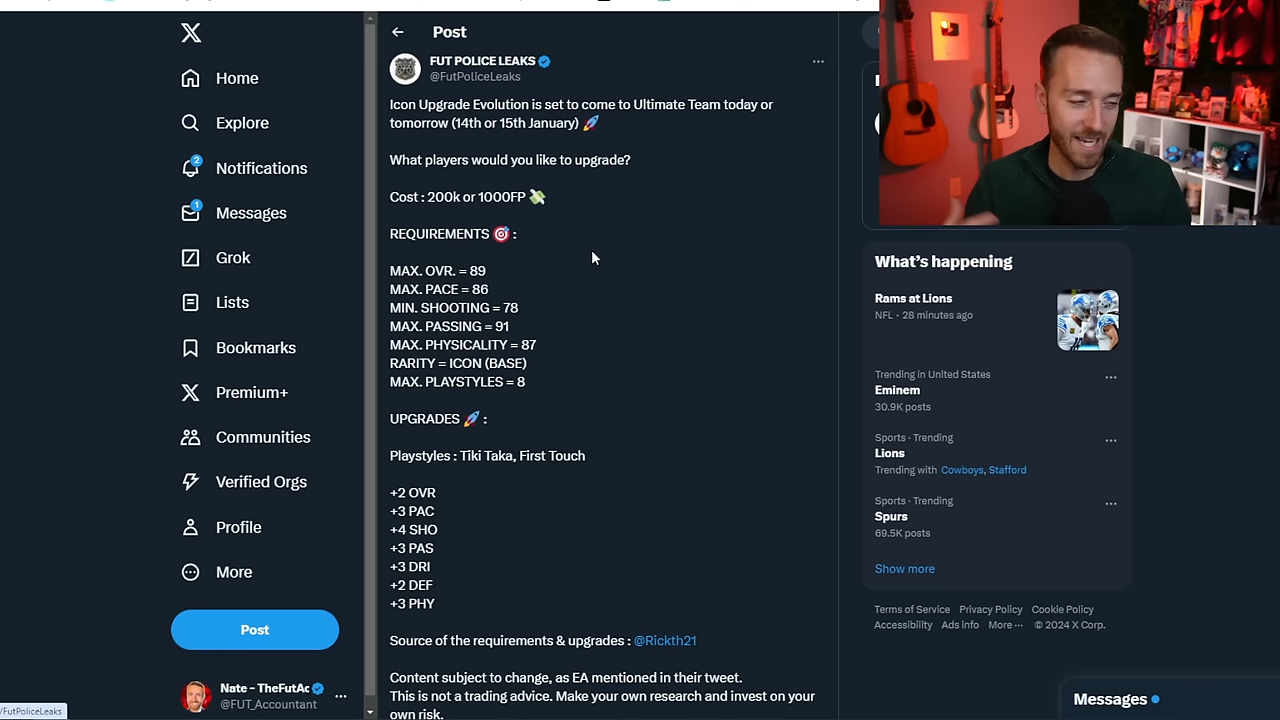 Home
Explore
2
Notifications
1
Messages
Grok
Lists
Bookmarks
Premium+
Communities
Verified Orgs
Profile
More
Post
Nate - TheFutAc
@FUT_Accountant
/FutPoliceLeaks
Post
FUT POLICE LEAKS
@FutPoliceLeaks
Icon Upgrade Evolution is set to come to Ultimate Team today or
tomorrow (14th or 15th January) 🚀
What players would you like to upgrade?
Cost : 200k or 1000FP 💸
REQUIREMENTS 🎯 :
MAX. OVR. = 89
MAX. PACE = 86
MIN. SHOOTING = 78
MAX. PASSING = 91
MAX. PHYSICALITY = 87
RARITY = ICON (BASE)
MAX. PLAYSTYLES = 8
UPGRADES 🚀 :
Playstyles : Tiki Taka, First Touch
+2 OVR
+3 PAC
+4 SHO
+3 PAS
+3 DRI
+2 DEF
+3 PHY
Source of the requirements & upgrades : @Rickth21
Content subject to change, as EA mentioned in their tweet.
This is not a trading advice. Make your own research and invest on your
own risk.
What's happening
Rams at Lions
NFL · 28 minutes ago
Trending in United States
Eminem
30.9K posts
Sports · Trending
Lions
Trending with Cowboys, Stafford
Sports · Trending
Spurs
69.5K posts
Show more
Terms of Service Privacy Policy Cookie Policy
Accessibility Ads info More ··· © 2024 X Corp.
Messages